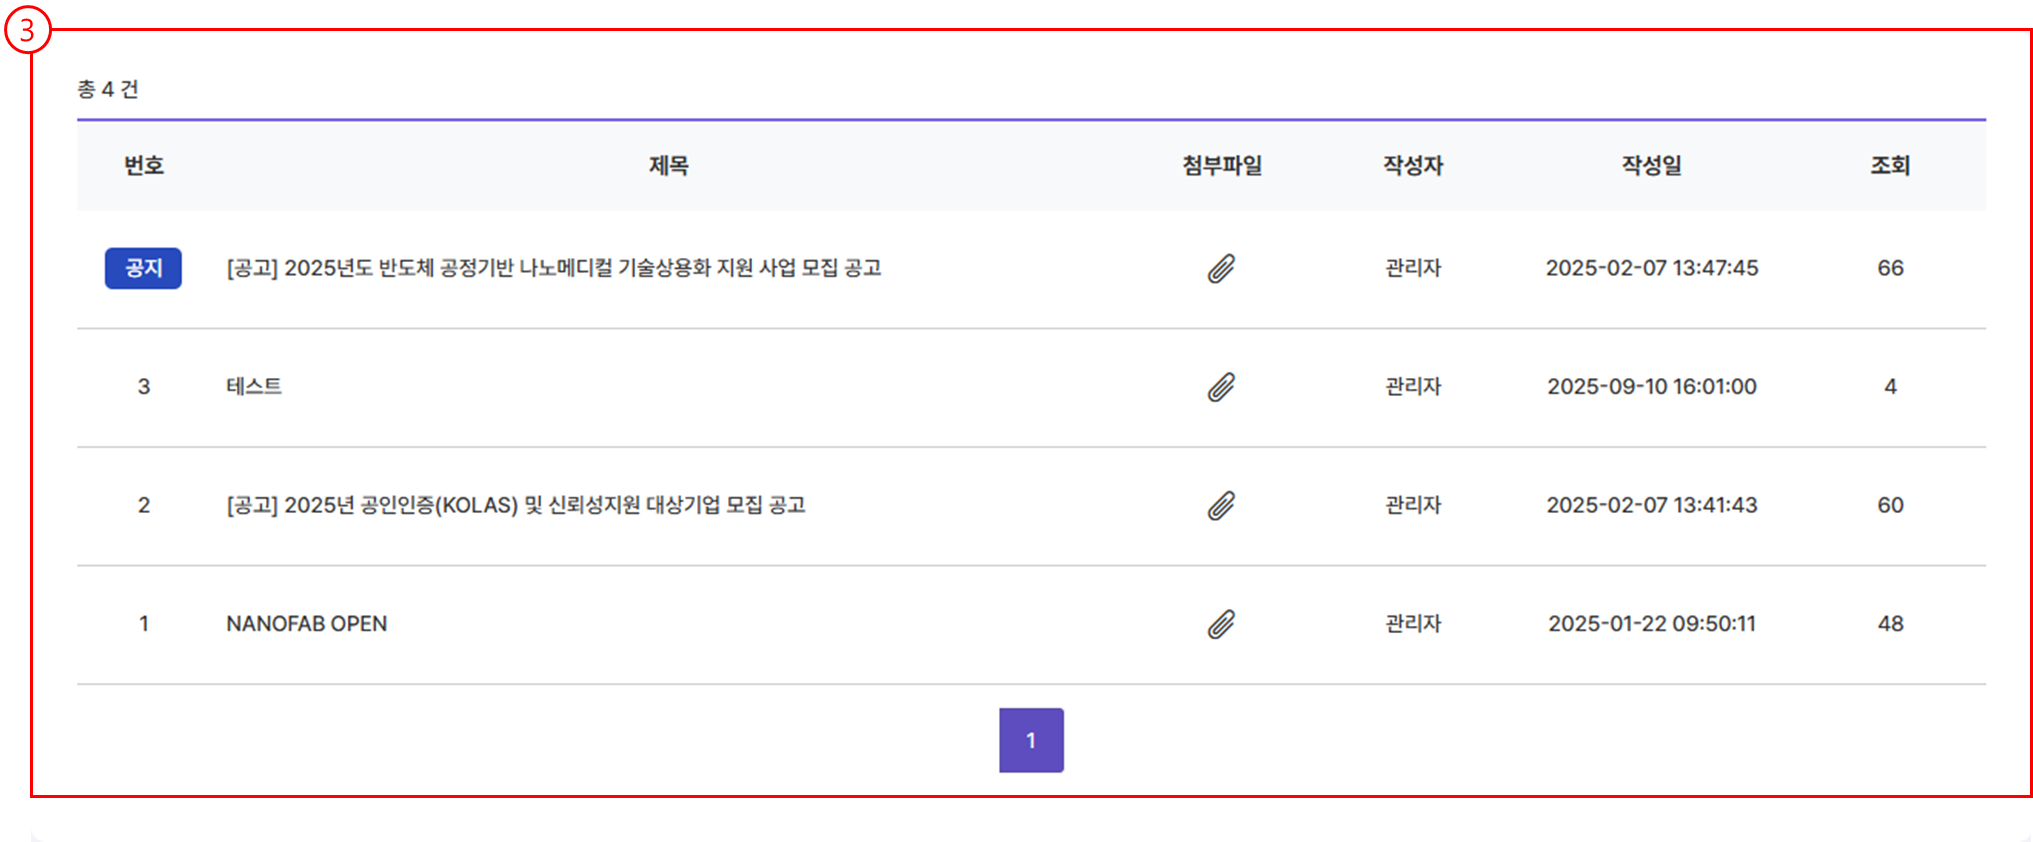 3
총 4 건
번호 제목 첨부파일 작성자 작성일 조회
공지 [공고] 2025년도 반도체 공정기반 나노메디컬 기술상용화 지원 사업 모집 공고 관리자 2025-02-07 13:47:45 66
3 테스트 관리자 2025-09-10 16:01:00 4
2 [공고] 2025년 공인인증(KOLAS) 및 신뢰성지원 대상기업 모집 공고 관리자 2025-02-07 13:41:43 60
1 NANOFAB OPEN 관리자 2025-01-22 09:50:11 48
1